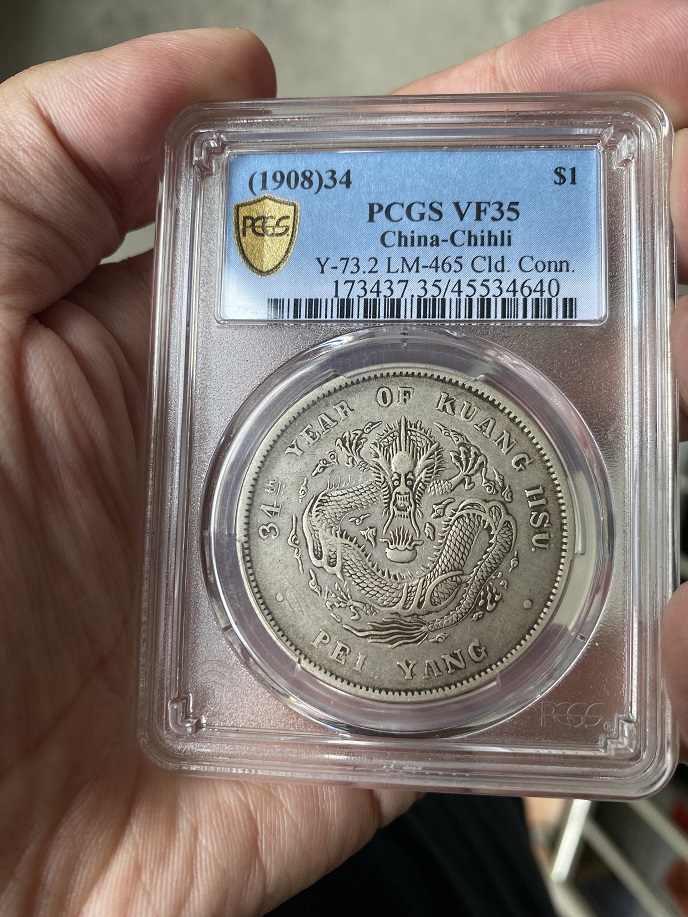 (1908)34 $1
PCGS VF35
China-Chihli
Y-73.2 LM-465 Cld. Conn.
173437.35/45534640
PCGS
34TH YEAR OF KUANG HSU
PEI YANG
PCGS